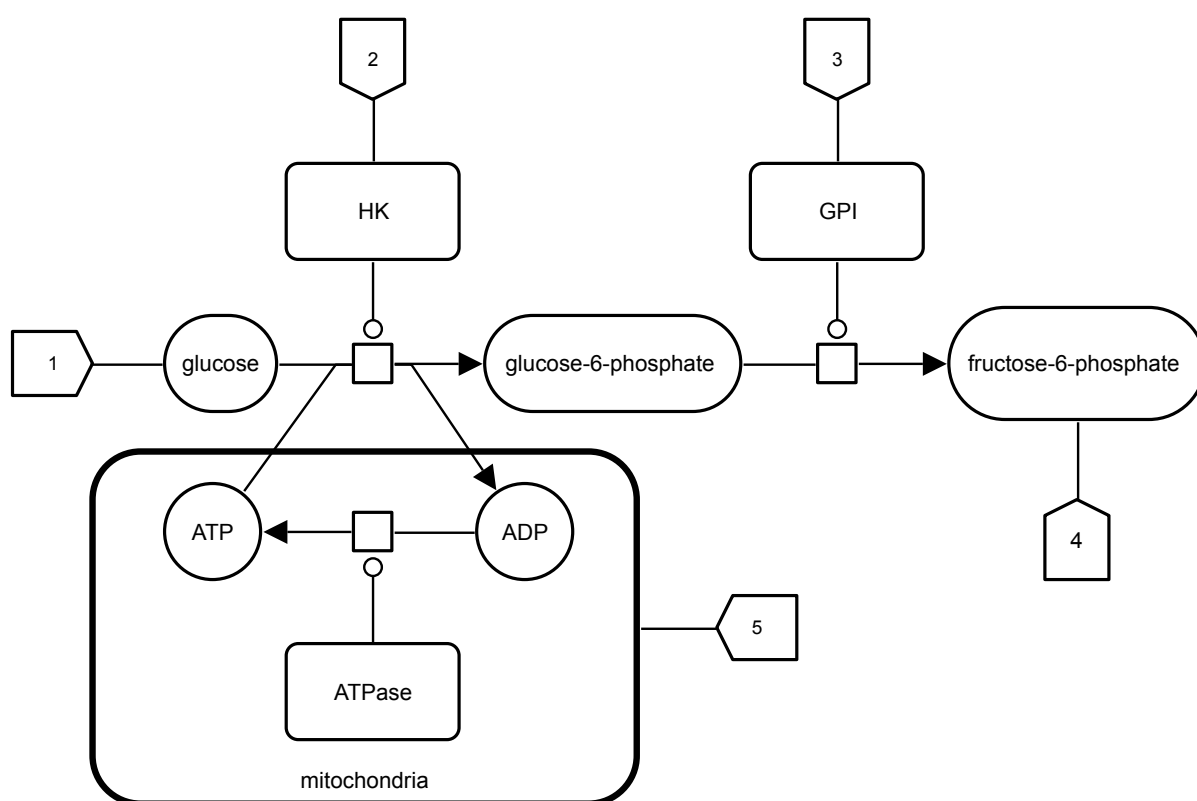 2
3
HK
GPI
1
glucose
glucose-6-phosphate
fructose-6-phosphate
ATP
ADP
4
5
ATPase
mitochondria